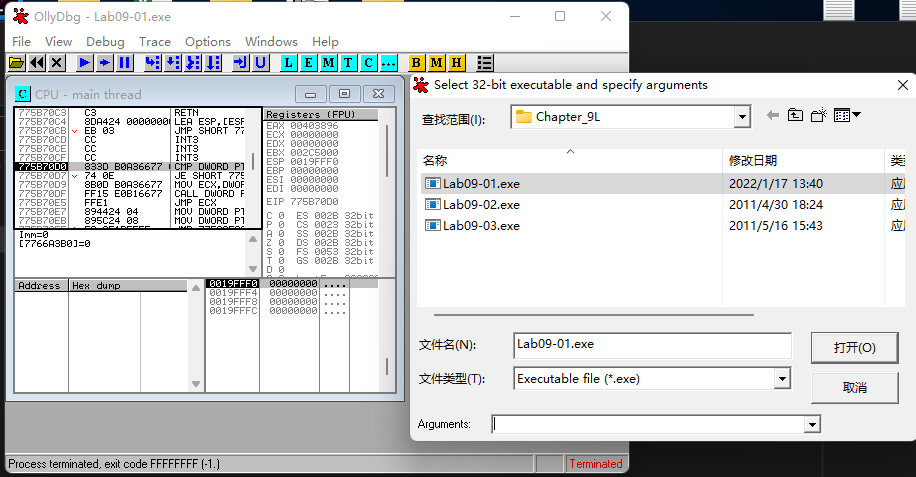 OllyDbg - Lab09-01.exe
File View Debug Trace Options Windows Help
L E M T C ... B M H
C CPU - main thread
775B70C3 C3 RETN
8DA424 00000000 LEA ESP,[ESP
775B70CB EB 03 JMP SHORT 77
775B70CD CC INT3
775B70CE CC INT3
775B70CF CC INT3
775B70D0 833D B0A36677 CMP DWORD PT
775B70D7 74 0E JE SHORT 775
775B70D9 8B0D B0A36677 MOV ECX,DWOR
775B70DF FF15 E0B16677 CALL DWORD P
775B70E5 FFE1 JMP ECX
775B70E7 894424 04 MOV DWORD PT
775B70EB 895C24 08 MOV DWORD PT
Imm=0
[7766A3B0]=0
Registers (FPU)
EAX 00403896
ECX 00000000
EDX 00000000
EBX 002C5000
ESP 0019FFF0
EBP 00000000
ESI 00000000
EDI 00000000
EIP 775B70D0
C 0 ES 002B 32bit
P 0 CS 0023 32bit
A 0 SS 002B 32bit
Z 0 DS 002B 32bit
S 0 FS 0053 32bit
T 0 GS 002B 32bit
D 0
Address Hex dump
0019FFF0 00000000 ....
0019FFF4 00000000 ....
0019FFF8 00000000 ....
0019FFFC 00000000 ....
Process terminated, exit code FFFFFFFF (-1.) Terminated
Select 32-bit executable and specify arguments
查找范围(I): Chapter_9L
名称 修改日期 类
Lab09-01.exe 2022/1/17 13:40 应
Lab09-02.exe 2011/4/30 18:24 应
Lab09-03.exe 2011/5/16 15:43 应
文件名(N): Lab09-01.exe 打开(O)
文件类型(T): Executable file (*.exe) 取消
Arguments: